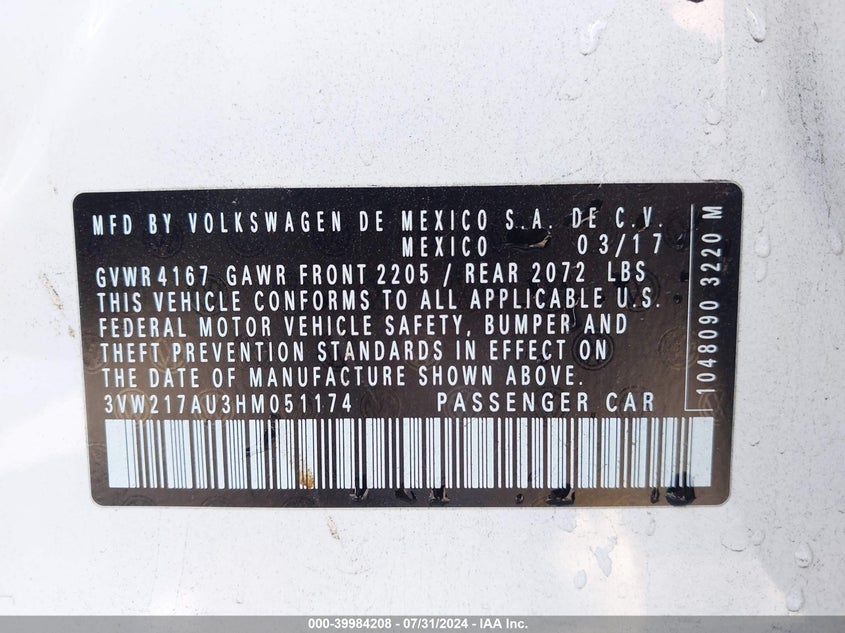 MFD BY VOLKSWAGEN DE MEXICO S.A. DE C.V.
MEXICO 03/17
GVWR 4167 GAWR FRONT 2205 / REAR 2072 LBS
THIS VEHICLE CONFORMS TO ALL APPLICABLE U.S.
FEDERAL MOTOR VEHICLE SAFETY, BUMPER AND
THEFT PREVENTION STANDARDS IN EFFECT ON
THE DATE OF MANUFACTURE SHOWN ABOVE.
3VW217AU3HM051174 PASSENGER CAR
1048090 3220 M
000-39984208 - 07/31/2024 - IAA Inc.